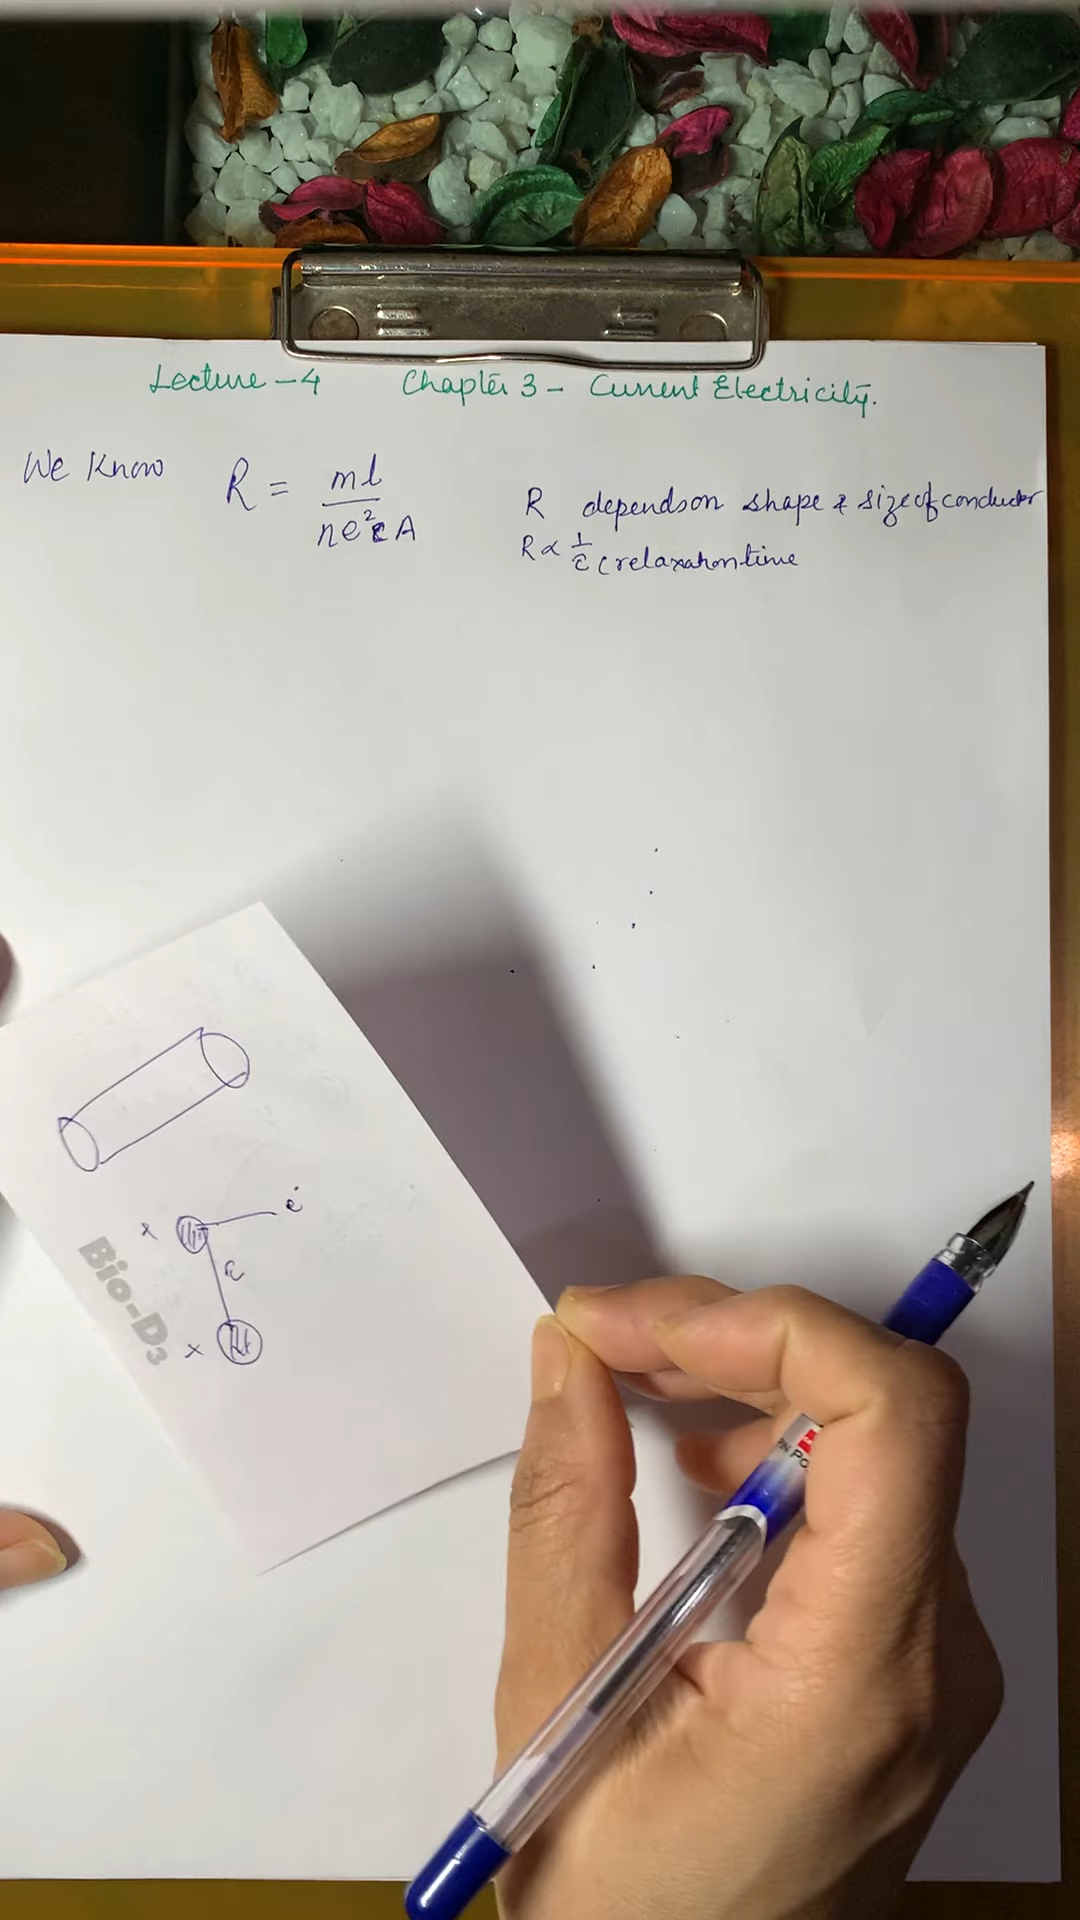 Lecture - 4 Chapter 3 - Current Electricity.
We Know R = ml / ne²τA
R depends on shape & size of conductor
R ∝ 1/τ (relaxation time
e⁻
x
τ
x
Bio-D3